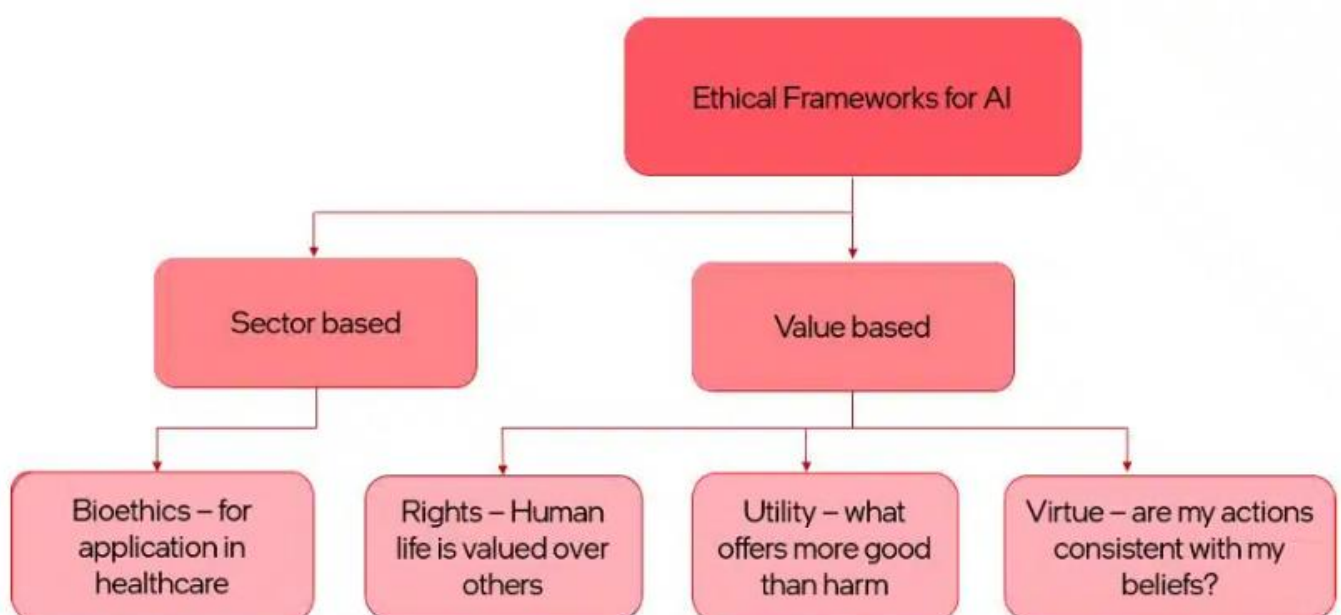 Ethical Frameworks for AI
Sector based
Value based
Bioethics – for
application in
healthcare
Rights – Human
life is valued over
others
Utility – what
offers more good
than harm
Virtue – are my actions
consistent with my
beliefs?